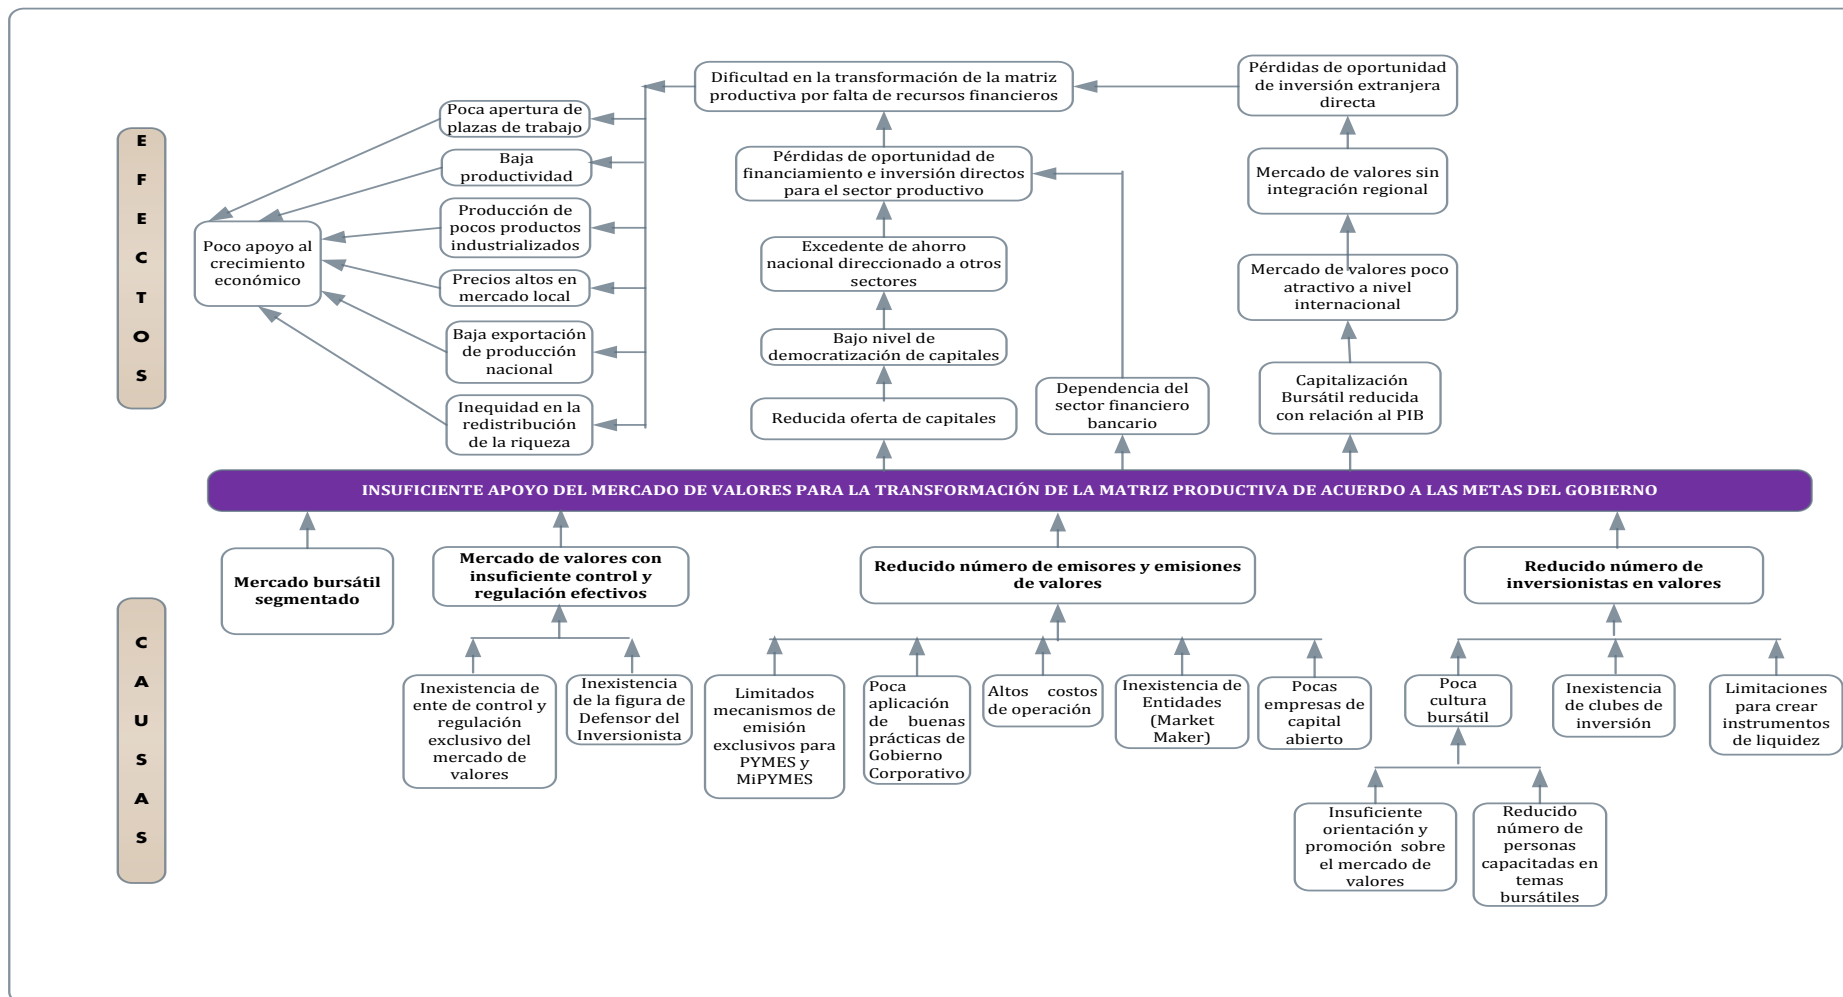 EFECTOS
Dificultad en la transformación de la matriz
productiva por falta de recursos financieros
Pérdidas de oportunidad
de inversión extranjera
directa
Poca apertura de
plazas de trabajo
Baja
productividad
Producción de
pocos productos
industrializados
Precios altos en
mercado local
Baja exportación
de producción
nacional
Inequidad en la
redistribución
de la riqueza
Poco apoyo al
crecimiento
económico
Pérdidas de oportunidad de
financiamiento e inversión directos
para el sector productivo
Excedente de ahorro
nacional direccionado a otros
sectores
Bajo nivel de
democratización de capitales
Reducida oferta de capitales
Dependencia del
sector financiero
bancario
Mercado de valores sin
integración regional
Mercado de valores poco
atractivo a nivel
internacional
Capitalización
Bursátil reducida
con relación al PIB
INSUFICIENTE APOYO DEL MERCADO DE VALORES PARA LA TRANSFORMACIÓN DE LA MATRIZ PRODUCTIVA DE ACUERDO A LAS METAS DEL GOBIERNO
CAUSAS
Mercado bursátil
segmentado
Mercado de valores con
insuficiente control y
regulación efectivos
Reducido número de emisores y emisiones
de valores
Reducido número de
inversionistas en valores
Inexistencia de
ente de control y
regulación
exclusivo del
mercado de
valores
Inexistencia
de la figura de
Defensor del
Inversionista
Limitados
mecanismos de
emisión
exclusivos para
PYMES y
MiPYMES
Poca
aplicación
de buenas
prácticas de
Gobierno
Corporativo
Altos costos
de operación
Inexistencia de
Entidades
(Market
Maker)
Pocas
empresas de
capital
abierto
Poca
cultura
bursátil
Inexistencia
de clubes de
inversión
Limitaciones
para crear
instrumentos
de liquidez
Insuficiente
orientación y
promoción sobre
el mercado de
valores
Reducido
número de
personas
capacitadas en
temas
bursátiles